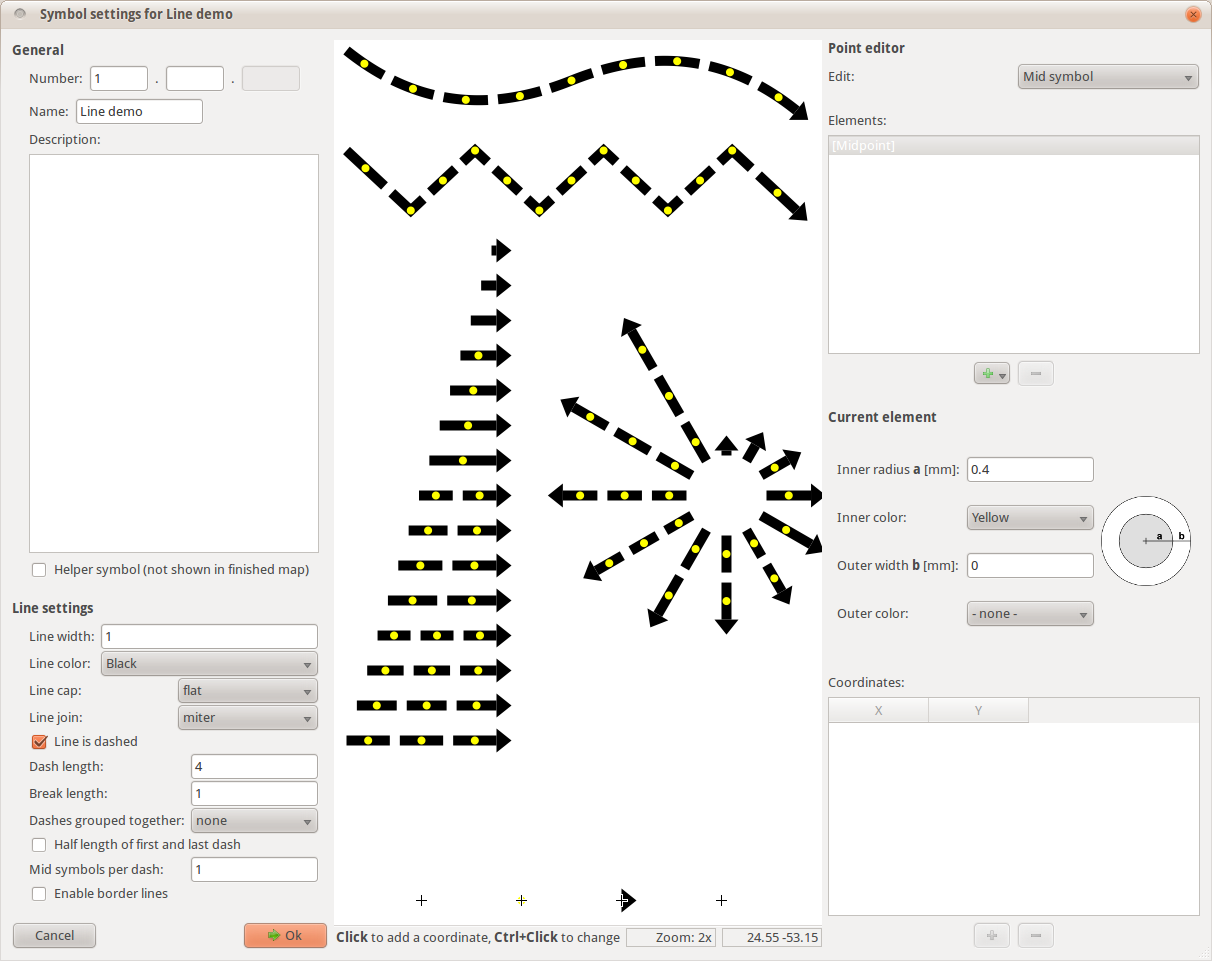 Symbol settings for Line demo
General
Number: 1 . .
Name: Line demo
Description:
Helper symbol (not shown in finished map)
Line settings
Line width: 1
Line color: Black
Line cap: flat
Line join: miter
Line is dashed
Dash length: 4
Break length: 1
Dashes grouped together: none
Half length of first and last dash
Mid symbols per dash: 1
Enable border lines
Cancel Ok
Click to add a coordinate, Ctrl+Click to change Zoom: 2x 24.55 -53.15
Point editor
Edit: Mid symbol
Elements:
[Midpoint]
Current element
Inner radius a [mm]: 0.4
Inner color: Yellow
Outer width b [mm]: 0
Outer color: - none -
a b
Coordinates:
X Y